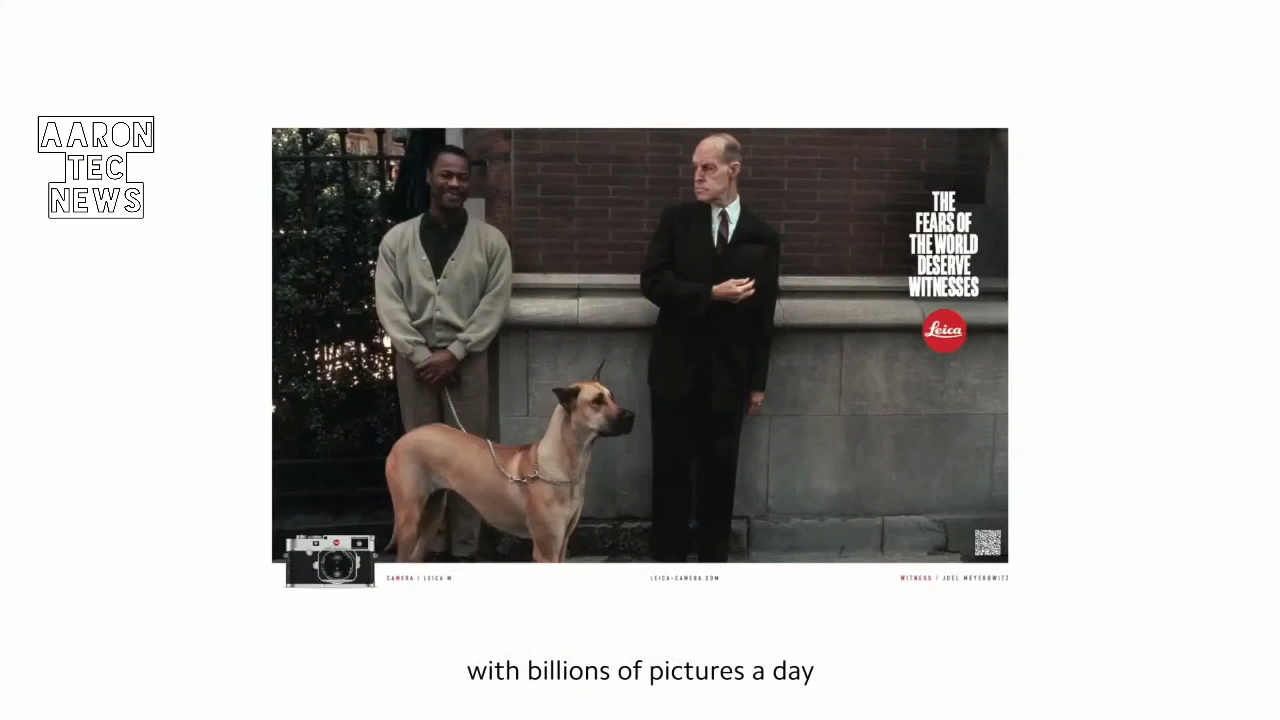 AARON
TEC
NEWS
THE
FEARS OF
THE WORLD
DESERVE
WITNESSES
Leica
CAMERA / LEICA M
LEICA-CAMERA.COM
WITNESS / JOEL MEYEROWITZ
with billions of pictures a day